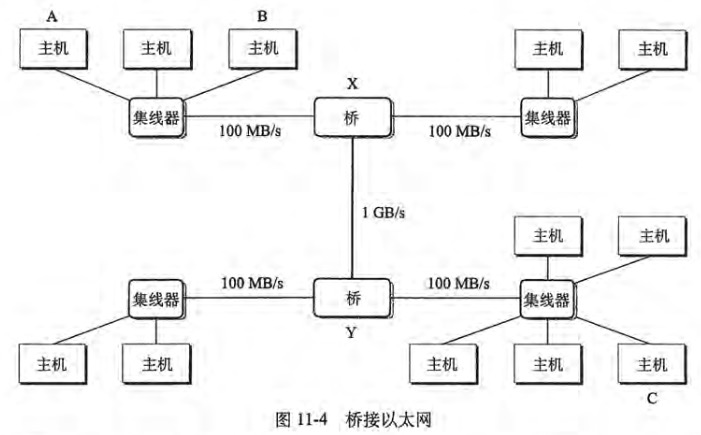 A B
主机 主机 主机 主机 主机
X
集线器 100 MB/s 桥 100 MB/s 集线器
1 GB/s
主机 主机
集线器 100 MB/s 桥 100 MB/s 集线器
Y
主机 主机 主机 主机 主机
C
图 11-4 桥接以太网